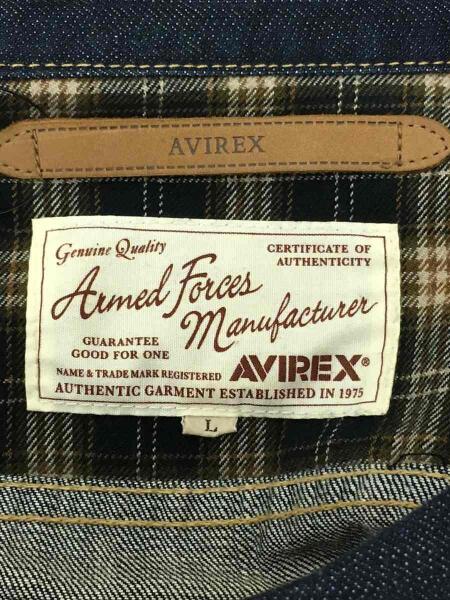 AVIREX
Genuine Quality
CERTIFICATE OF
AUTHENTICITY
Armed Forces
Manufacturer
GUARANTEE
GOOD FOR ONE
NAME & TRADE MARK REGISTERED
AVIREX®
AUTHENTIC GARMENT ESTABLISHED IN 1975
L